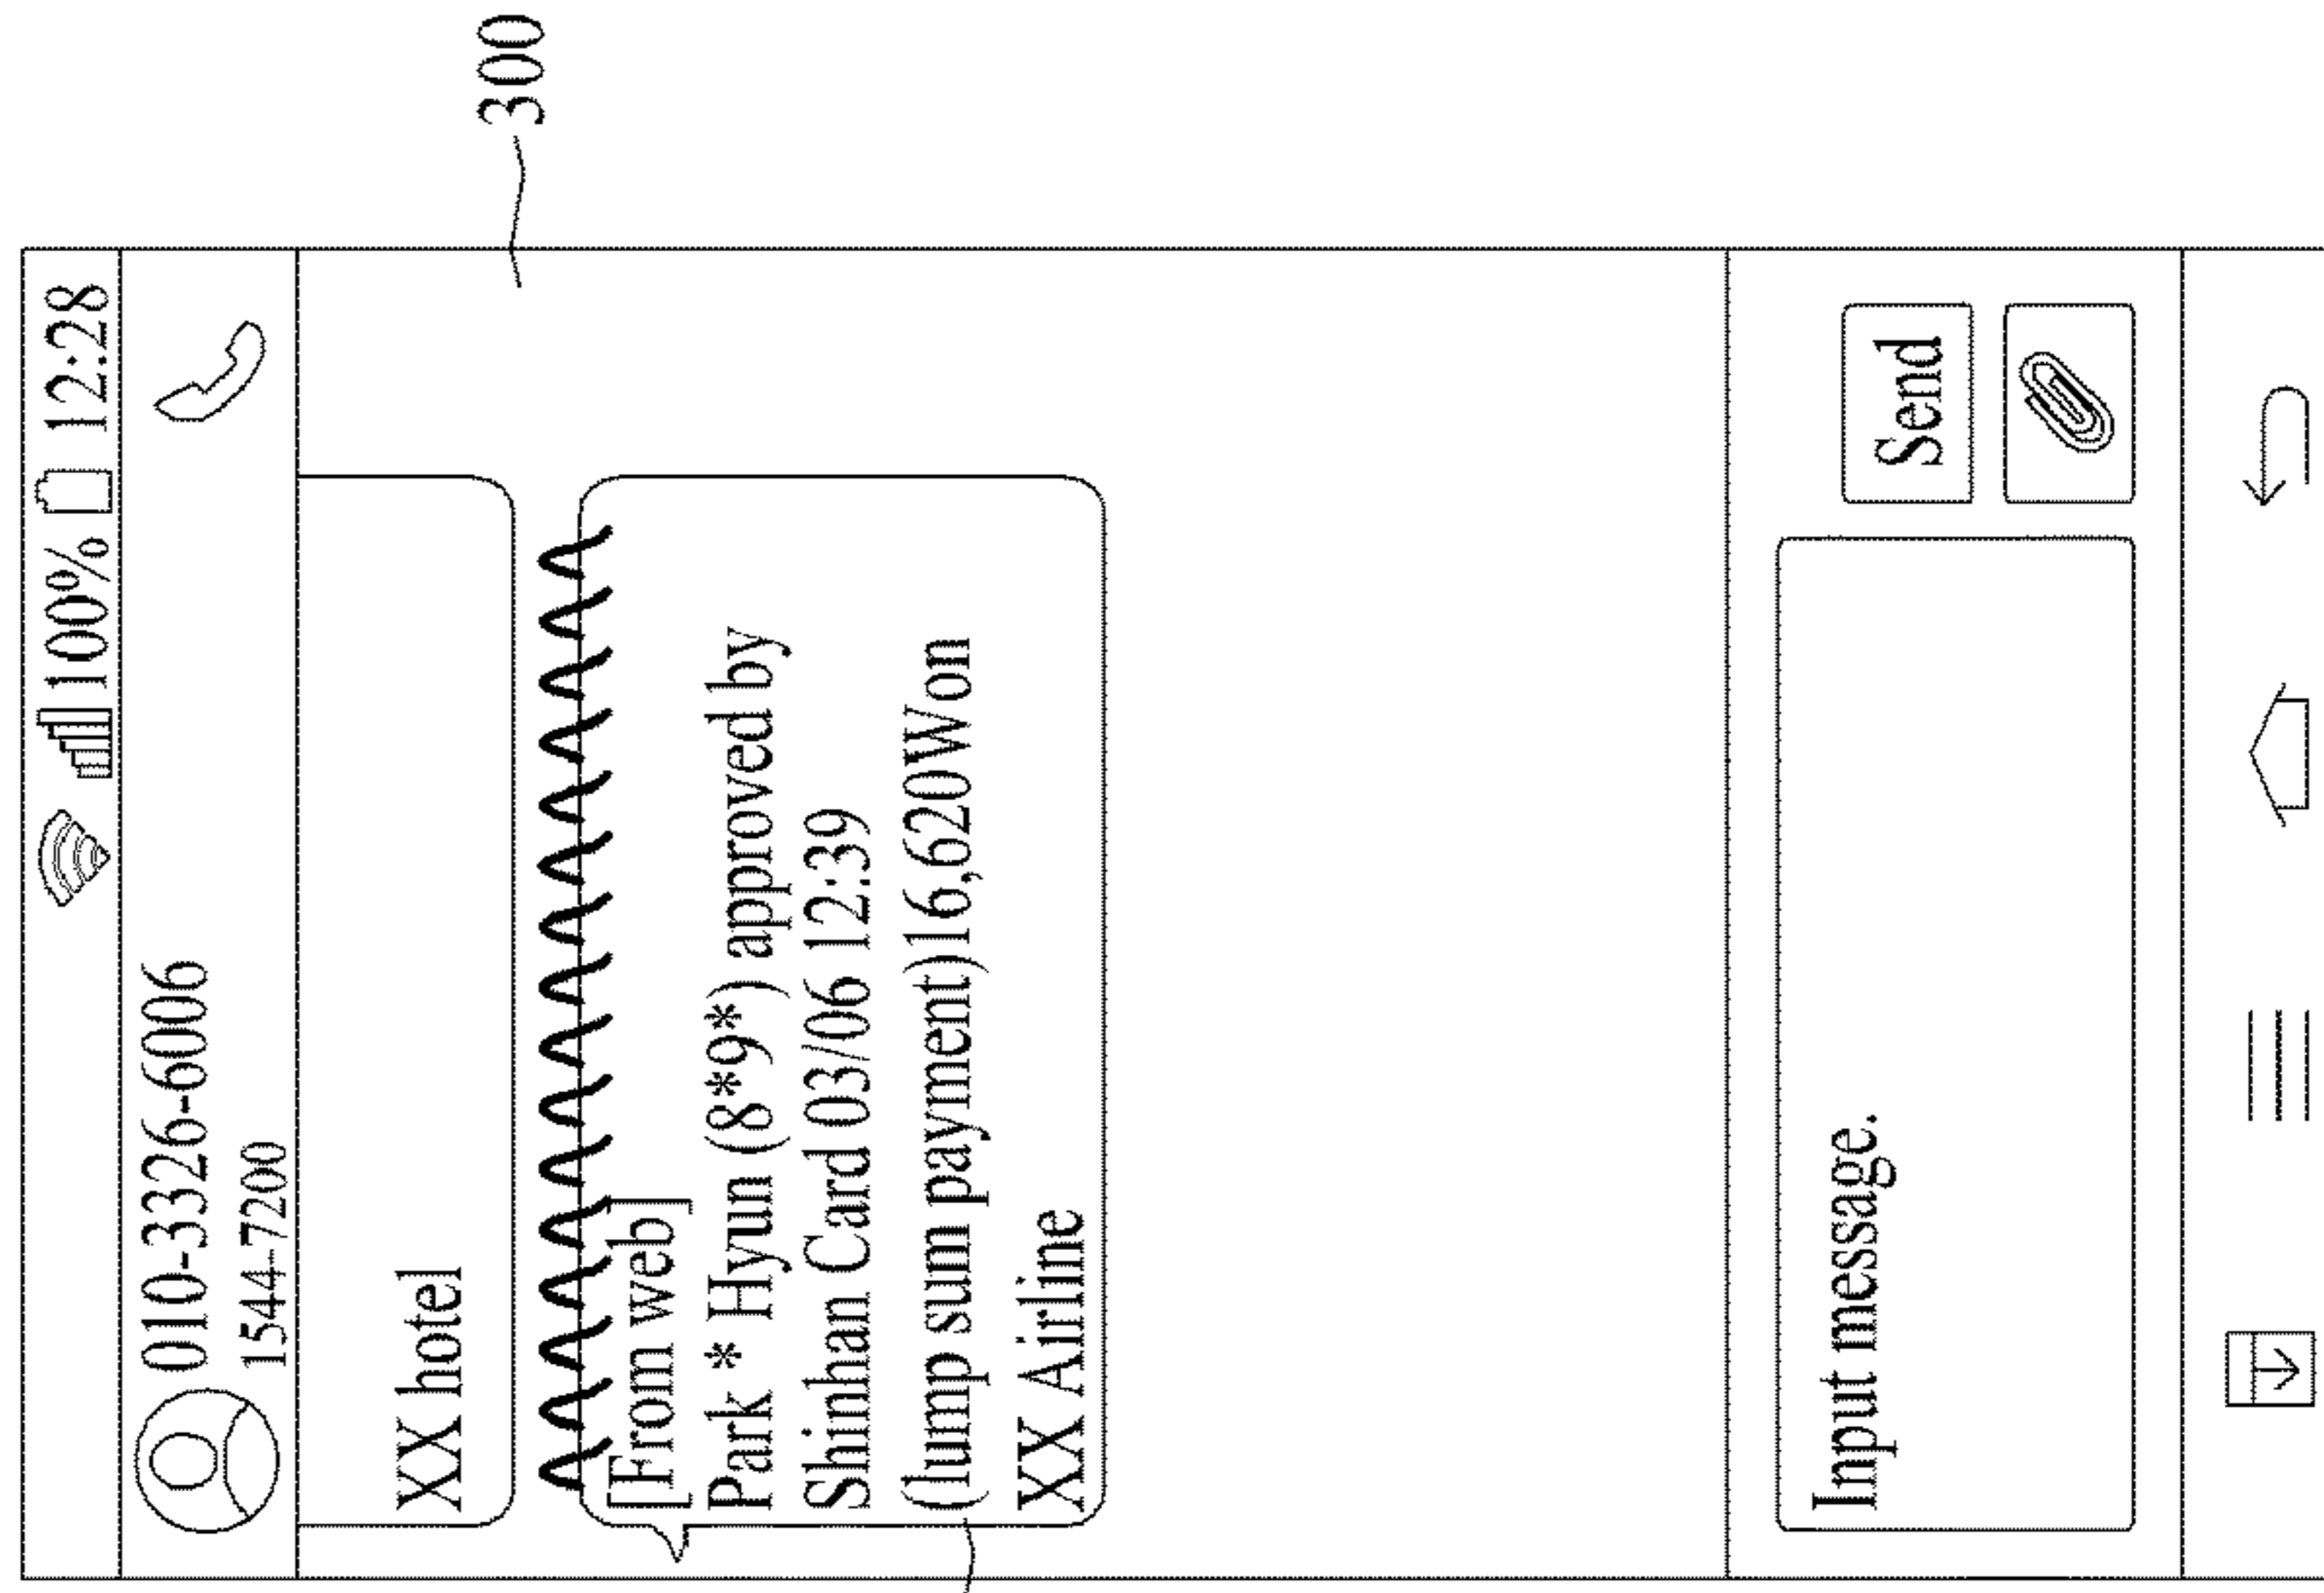 100% 12:28
010-3326-6006
1544-7200
300
XX hotel
[From web]
Park * Hyun (8*9*) approved by
Shinhan Card 03/06 12:39
(lump sum payment)16,620Won
XX Airline
Input message.
Send